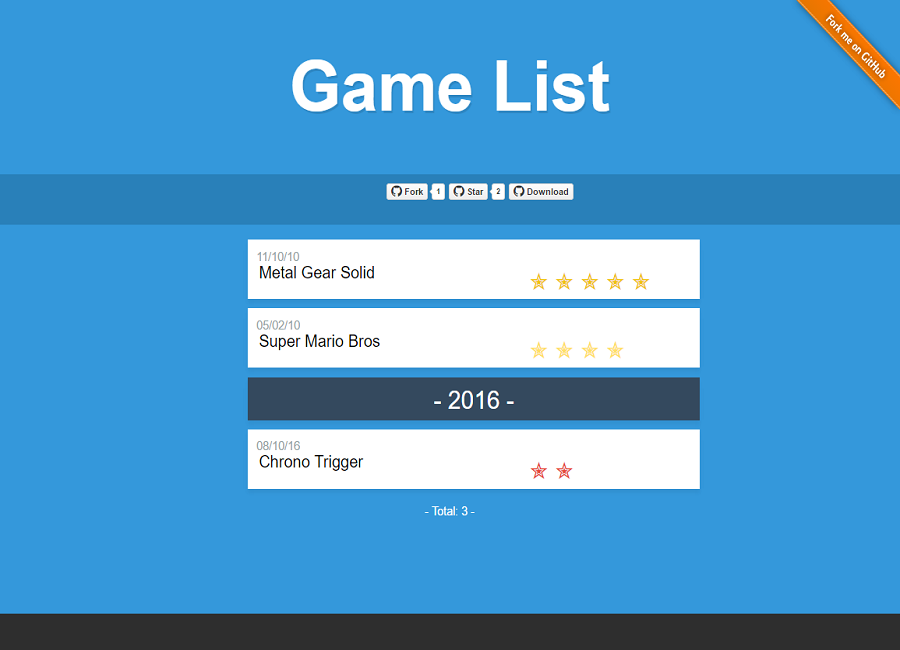 Fork me on GitHub
Game List
Fork 1 Star 2 Download
11/10/10
Metal Gear Solid
05/02/10
Super Mario Bros
- 2016 -
08/10/16
Chrono Trigger
- Total: 3 -